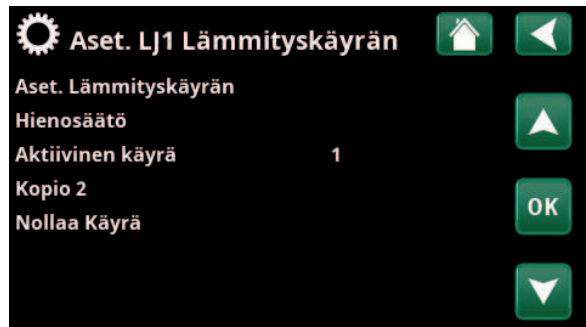 Aset. LJ1 Lämmityskäyrän
Aset. Lämmityskäyrän
Hienosäätö
Aktiivinen käyrä 1
Kopio 2
OK
Nollaa Käyrä